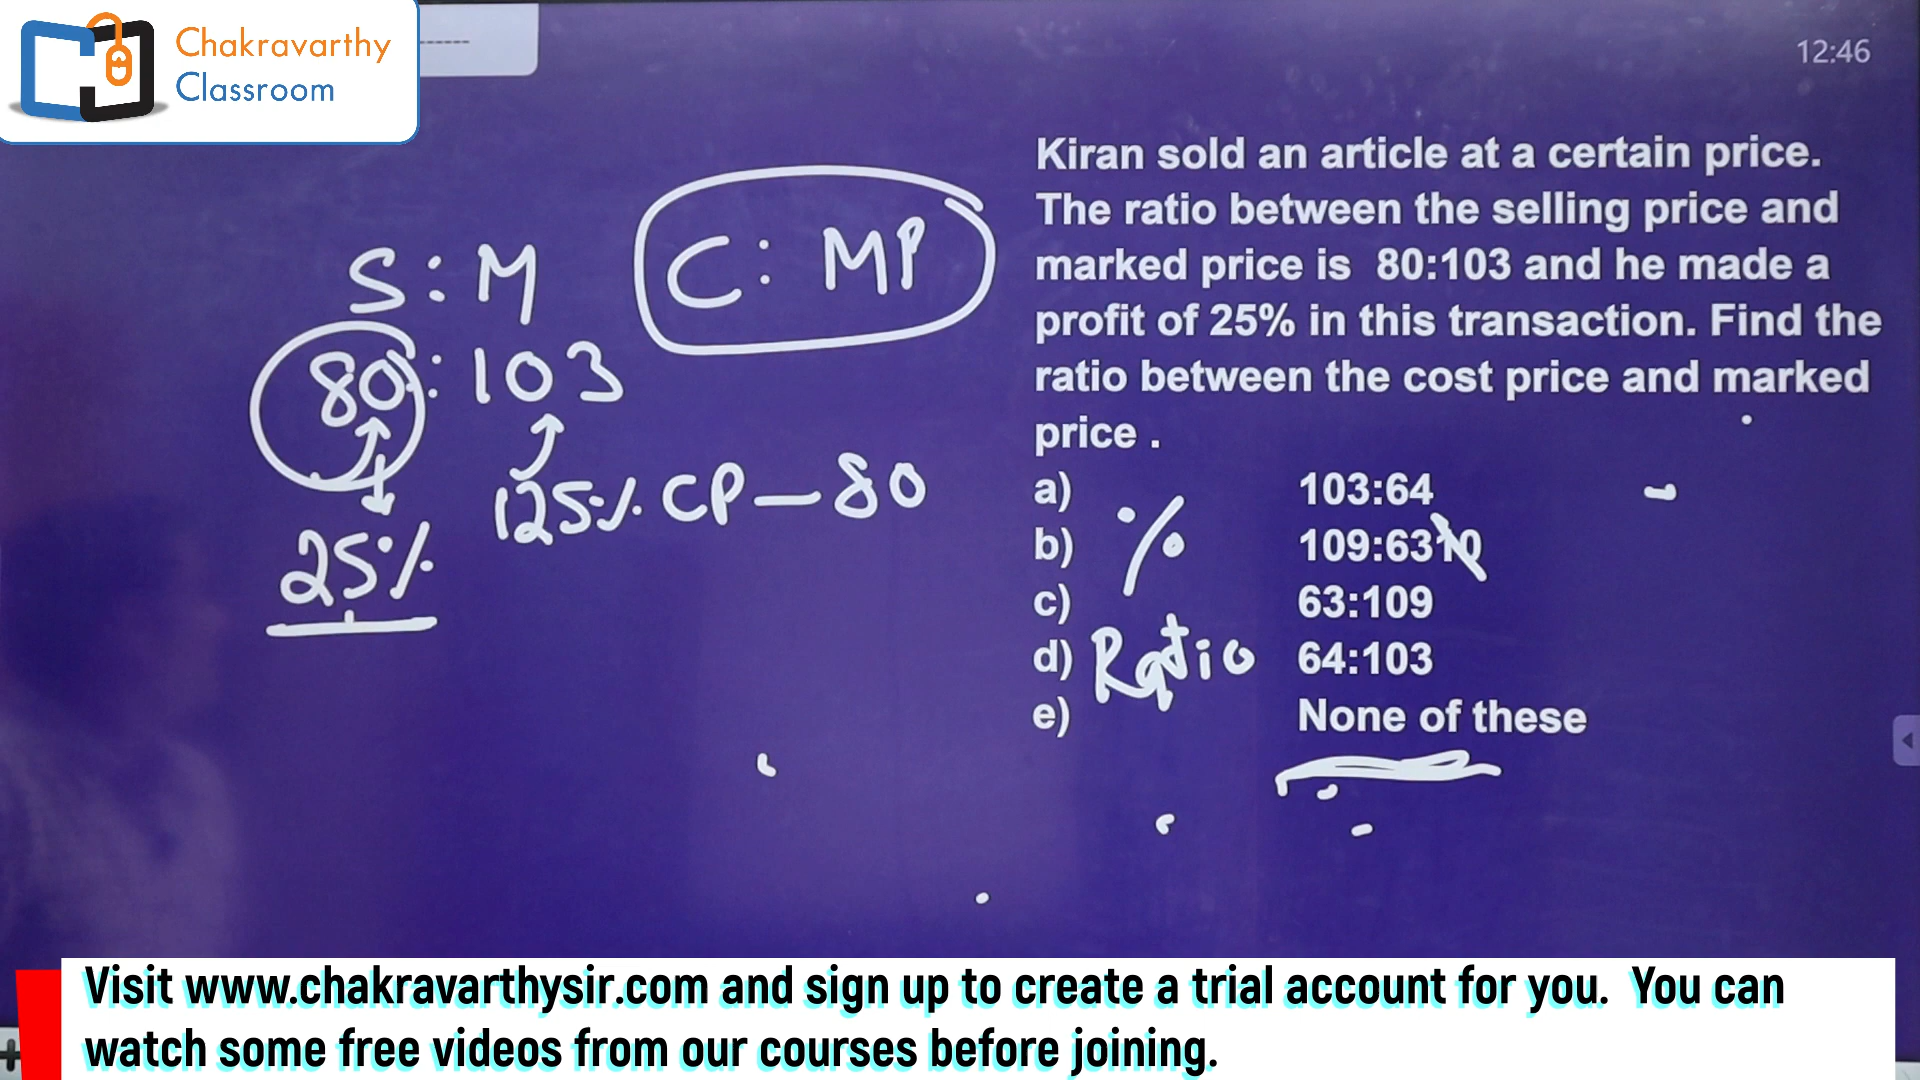 Chakravarthy
Classroom
12:46
Kiran sold an article at a certain price.
The ratio between the selling price and
marked price is 80:103 and he made a
profit of 25% in this transaction. Find the
ratio between the cost price and marked
price .
a) 103:64
b) 109:6310
c) 63:109
d) 64:103
e) None of these
%
Ratio
S : M
80 : 103
25%
125% CP – 80
C : MP
Visit www.chakravarthysir.com and sign up to create a trial account for you. You can
watch some free videos from our courses before joining.